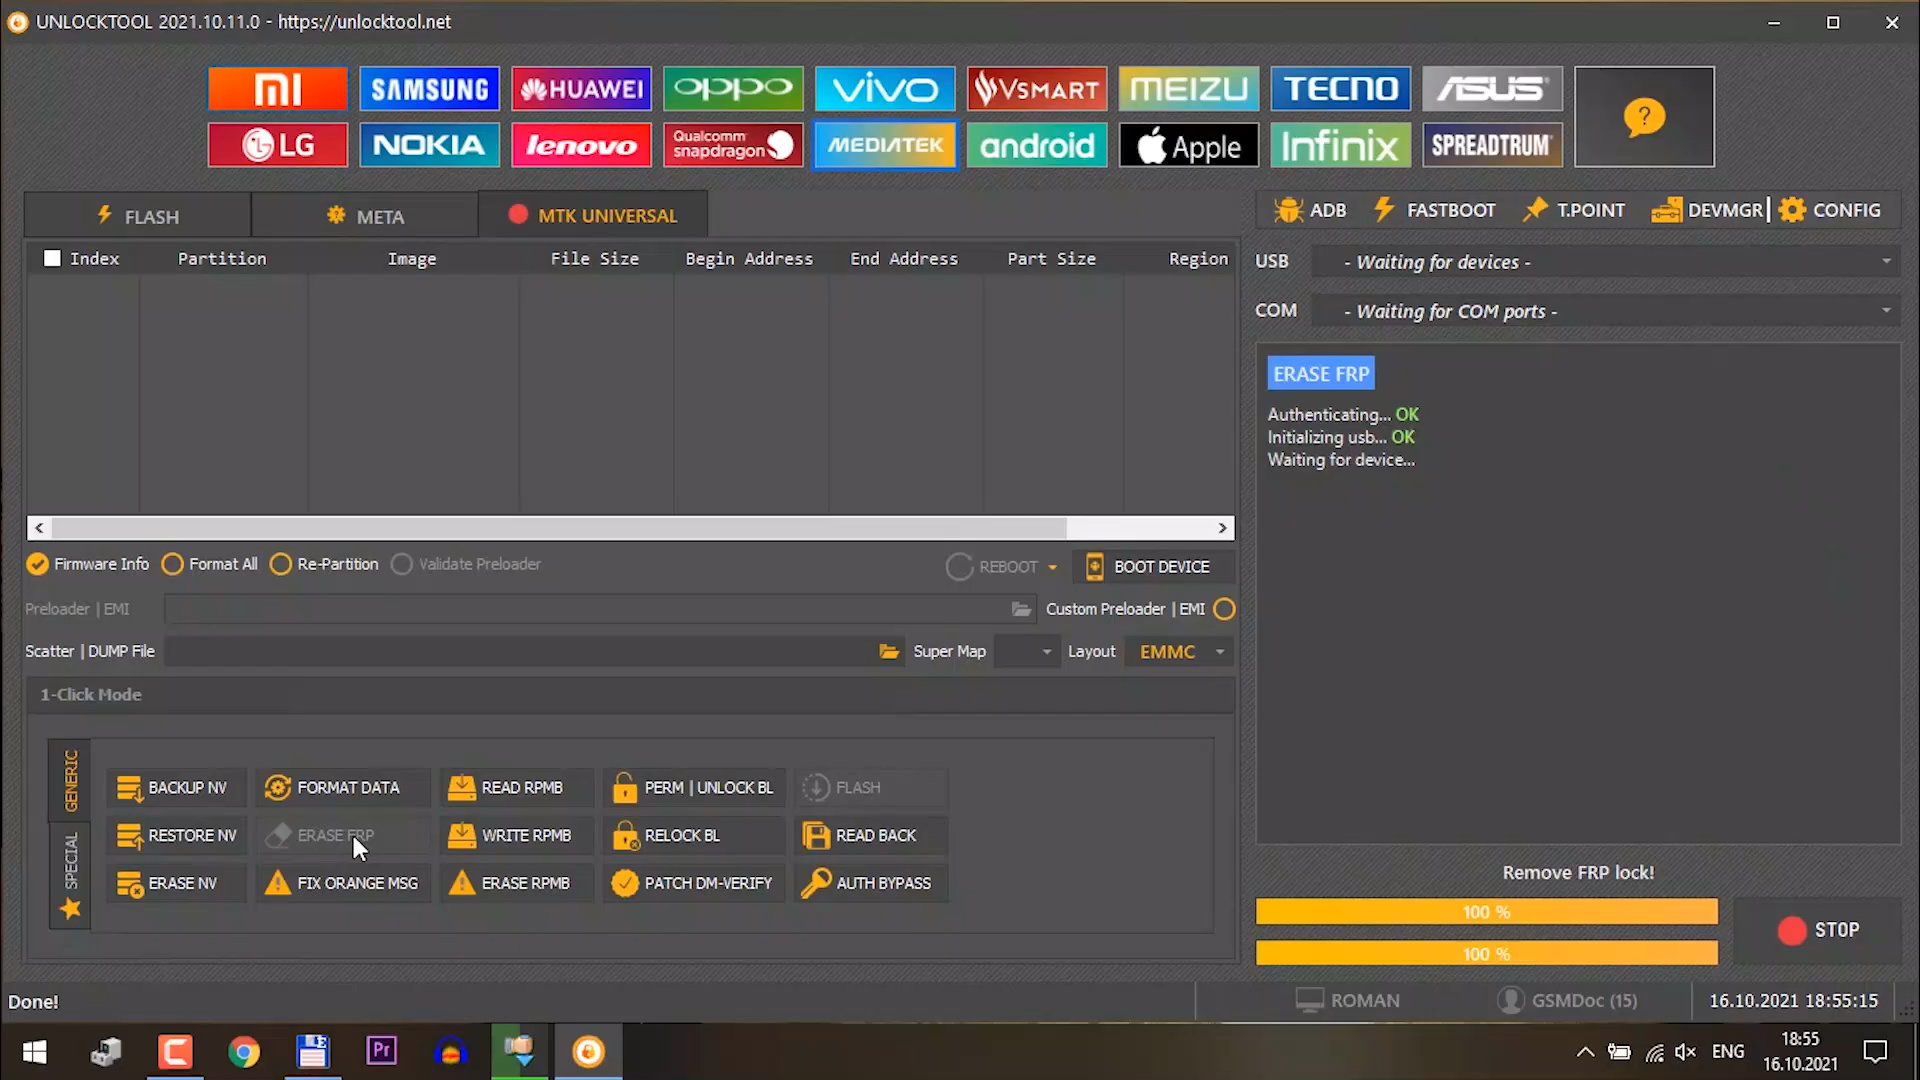 UNLOCKTOOL 2021.10.11.0 - https://unlocktool.net
MI SAMSUNG HUAWEI oppo vivo VSMART MEIZU TECNO ASUS ?
LG NOKIA lenovo Qualcomm snapdragon MEDIATEK android Apple Infinix SPREADTRUM
FLASH META MTK UNIVERSAL
ADB FASTBOOT T.POINT DEVMGR CONFIG
Index Partition Image File Size Begin Address End Address Part Size Region
USB - Waiting for devices -
COM - Waiting for COM ports -
ERASE FRP
Authenticating... OK
Initializing usb... OK
Waiting for device...
Firmware Info Format All Re-Partition Validate Preloader REBOOT BOOT DEVICE
Preloader | EMI Custom Preloader | EMI
Scatter | DUMP File Super Map Layout EMMC
1-Click Mode
GENERIC
SPECIAL
BACKUP NV FORMAT DATA READ RPMB PERM | UNLOCK BL FLASH
RESTORE NV ERASE FRP WRITE RPMB RELOCK BL READ BACK
ERASE NV FIX ORANGE MSG ERASE RPMB PATCH DM-VERIFY AUTH BYPASS
Remove FRP lock!
100 %
100 %
STOP
Done! ROMAN GSMDoc (15) 16.10.2021 18:55:15
Pr ENG 18:55
16.10.2021